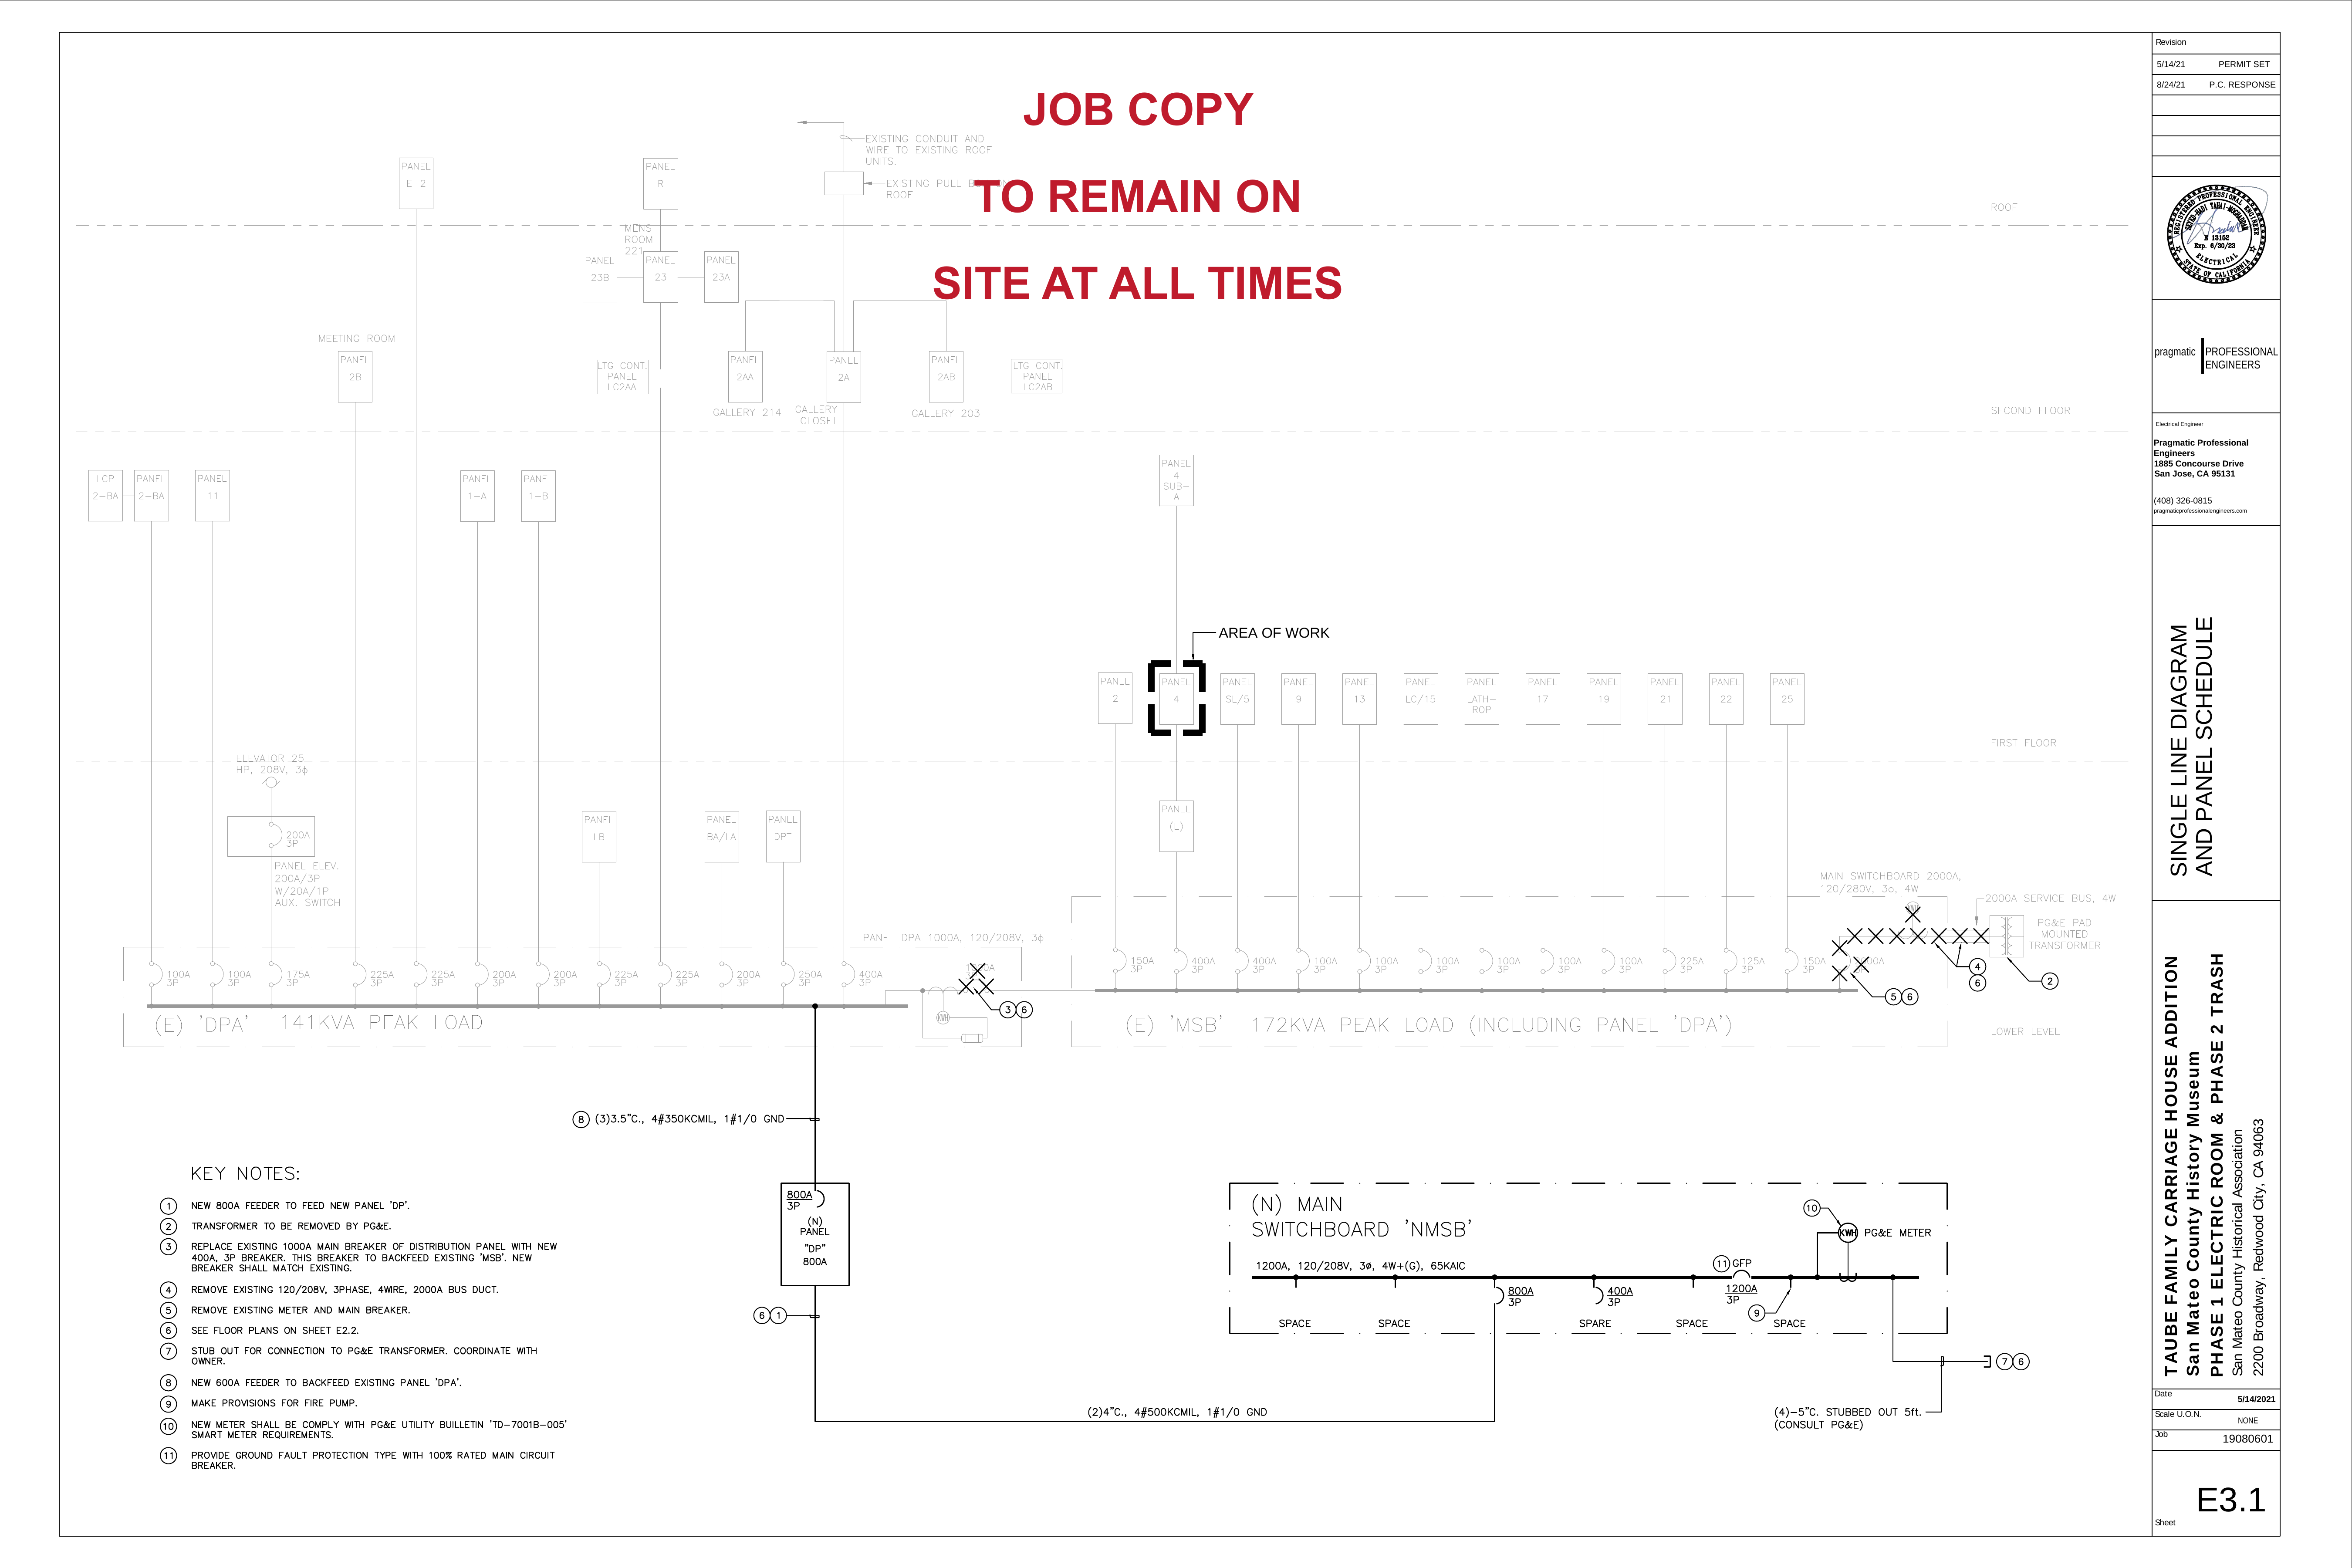 JOB COPY
TO REMAIN ON
SITE AT ALL TIMES
EXISTING CONDUIT AND
WIRE TO EXISTING ROOF
UNITS.
EXISTING PULL
ROOF
PANEL
E-2
PANEL
R
ROOF
MENS
ROOM
221
PANEL
23B
PANEL
23
PANEL
23A
MEETING ROOM
PANEL
2B
LTG CONT.
PANEL
LC2AA
PANEL
2AA
PANEL
2A
PANEL
2AB
LTG CONT.
PANEL
LC2AB
GALLERY 214
GALLERY
CLOSET
GALLERY 203
SECOND FLOOR
LCP
2-BA
PANEL
2-BA
PANEL
11
PANEL
1-A
PANEL
1-B
PANEL
4
SUB-
A
AREA OF WORK
PANEL
2
PANEL
4
PANEL
SL/5
PANEL
9
PANEL
13
PANEL
LC/15
PANEL
LATH-
ROP
PANEL
17
PANEL
19
PANEL
21
PANEL
22
PANEL
25
FIRST FLOOR
ELEVATOR 25
HP, 208V, 3ϕ
200A
3P
PANEL ELEV.
200A/3P
W/20A/1P
AUX. SWITCH
PANEL
LB
PANEL
BA/LA
PANEL
DPT
PANEL
(E)
MAIN SWITCHBOARD 2000A,
120/280V, 3ϕ, 4W
2000A SERVICE BUS, 4W
PG&E PAD
MOUNTED
TRANSFORMER
PANEL DPA 1000A, 120/208V, 3ϕ
100A
3P
100A
3P
175A
3P
225A
3P
225A
3P
200A
3P
200A
3P
225A
3P
225A
3P
200A
3P
250A
3P
400A
3P
KWH
3 6
150A
3P
400A
3P
400A
3P
100A
3P
100A
3P
100A
3P
100A
3P
100A
3P
100A
3P
225A
3P
125A
3P
150A
3P
5 6
4
6
2
(E) 'DPA' 141KVA PEAK LOAD
(E) 'MSB' 172KVA PEAK LOAD (INCLUDING PANEL 'DPA')
LOWER LEVEL
8 (3)3.5"C., 4#350KCMIL, 1#1/0 GND
800A
3P
(N)
PANEL
"DP"
800A
6 1
(2)4"C., 4#500KCMIL, 1#1/0 GND
(N) MAIN
SWITCHBOARD 'NMSB'
1200A, 120/208V, 3ø, 4W+(G), 65KAIC
10
KWH PG&E METER
11 GFP
1200A
3P
9
800A
3P
400A
3P
SPACE
SPACE
SPARE
SPACE
SPACE
7 6
(4)-5"C. STUBBED OUT 5ft.
(CONSULT PG&E)
KEY NOTES:
1 NEW 800A FEEDER TO FEED NEW PANEL 'DP'.
2 TRANSFORMER TO BE REMOVED BY PG&E.
3 REPLACE EXISTING 1000A MAIN BREAKER OF DISTRIBUTION PANEL WITH NEW
400A, 3P BREAKER. THIS BREAKER TO BACKFEED EXISTING 'MSB'. NEW
BREAKER SHALL MATCH EXISTING.
4 REMOVE EXISTING 120/208V, 3PHASE, 4WIRE, 2000A BUS DUCT.
5 REMOVE EXISTING METER AND MAIN BREAKER.
6 SEE FLOOR PLANS ON SHEET E2.2.
7 STUB OUT FOR CONNECTION TO PG&E TRANSFORMER. COORDINATE WITH
OWNER.
8 NEW 600A FEEDER TO BACKFEED EXISTING PANEL 'DPA'.
9 MAKE PROVISIONS FOR FIRE PUMP.
10 NEW METER SHALL BE COMPLY WITH PG&E UTILITY BUILLETIN 'TD-7001B-005'
SMART METER REQUIREMENTS.
11 PROVIDE GROUND FAULT PROTECTION TYPE WITH 100% RATED MAIN CIRCUIT
BREAKER.
Revision
5/14/21 PERMIT SET
8/24/21 P.C. RESPONSE
REGISTERED PROFESSIONAL ENGINEER
E 13152
Exp. 6/30/23
ELECTRICAL
STATE OF CALIFORNIA
pragmatic PROFESSIONAL
ENGINEERS
Electrical Engineer
Pragmatic Professional
Engineers
1885 Concourse Drive
San Jose, CA 95131
(408) 326-0815
pragmaticprofessionalengineers.com
SINGLE LINE DIAGRAM
AND PANEL SCHEDULE
TAUBE FAMILY CARRIAGE HOUSE ADDITION
San Mateo County History Museum
PHASE 1 ELECTRIC ROOM & PHASE 2 TRASH
San Mateo County Historical Association
2200 Broadway, Redwood City, CA 94063
Date
5/14/2021
Scale U.O.N.
NONE
Job
19080601
E3.1
Sheet